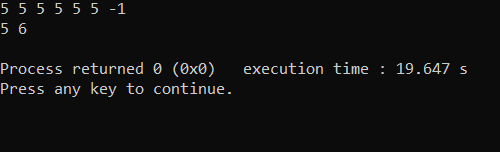 5 5 5 5 5 5 -1
5 6
Process returned 0 (0x0)   execution time : 19.647 s
Press any key to continue.